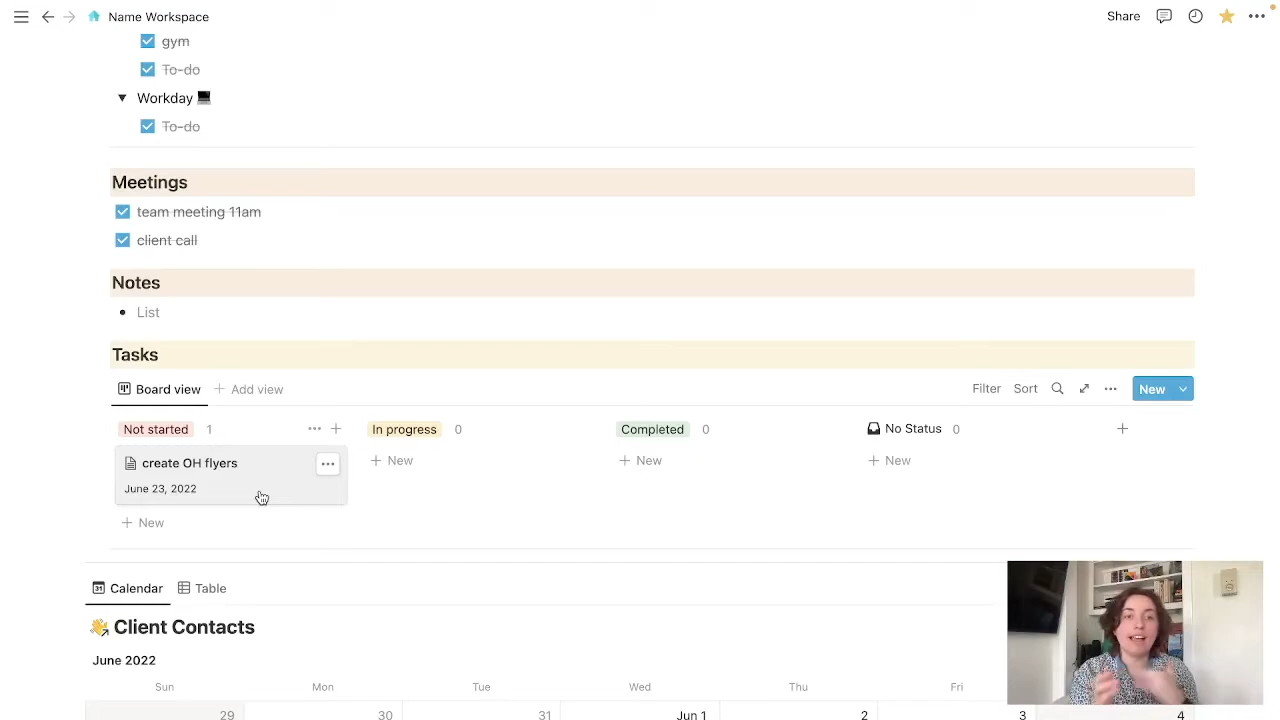 Name Workspace
Share
gym
To-do
Workday
To-do
Meetings
team meeting 11am
client call
Notes
List
Tasks
Board view
Add view
Filter
Sort
New
Not started 1
In progress 0
Completed 0
No Status 0
create OH flyers
New
New
New
June 23, 2022
New
Calendar
Table
Client Contacts
June 2022
Sun Mon Tue Wed Thu Fri
29 30 31 Jun 1 2 3 4